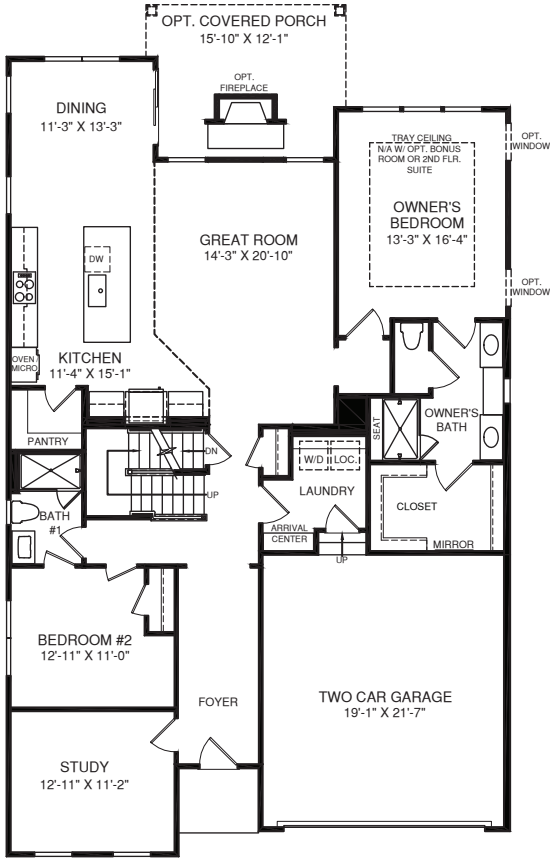 OPT. COVERED PORCH
15'-10" X 12'-1"
OPT.
FIREPLACE
DINING
11'-3" X 13'-3"
TRAY CEILING
N/A W/ OPT. BONUS
ROOM OR 2ND FLR.
SUITE
OPT.
WINDOW
OWNER'S
BEDROOM
13'-3" X 16'-4"
GREAT ROOM
14'-3" X 20'-10"
DW
OPT.
WINDOW
OVEN /
MICRO
KITCHEN
11'-4" X 15'-1"
PANTRY
SEAT
OWNER'S
BATH
DN
W/D
LOC.
LAUNDRY
UP
CLOSET
MIRROR
BATH
#1
ARRIVAL
CENTER
UP
BEDROOM #2
12'-11" X 11'-0"
FOYER
TWO CAR GARAGE
19'-1" X 21'-7"
STUDY
12'-11" X 11'-2"